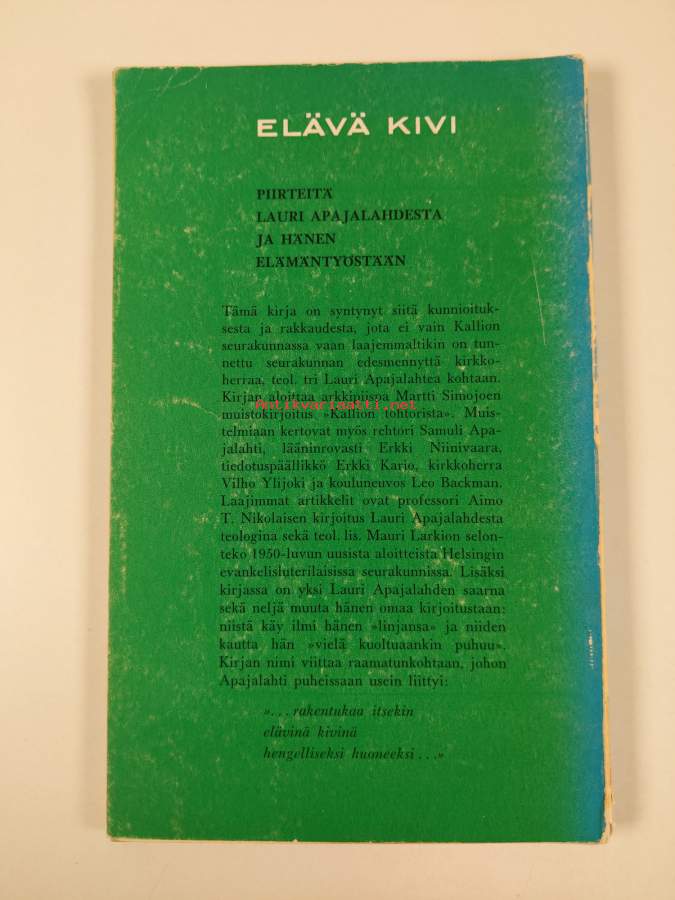 ELÄVÄ KIVI
PIIRTEITÄ
LAURI APAJALAHDESTA
JA HÄNEN
ELÄMÄNTYÖSTÄÄN
Tämä kirja on syntynyt siitä kunnioituk-
sesta ja rakkaudesta, jota ei vain Kallion
seurakunnassa vaan laajemmaltikin on tun-
nettu seurakunnan edesmennyttä kirkko-
herraa, teol. tri Lauri Apajalahtea kohtaan.
Kirjan aloittaa arkkipiispa Martti Simojoen
Antikvariaatti.net
muistokirjoitus »Kallion tohtorista». Muis-
telmiaan kertovat myös rehtori Samuli Apa-
jalahti, lääninrovasti Erkki Niinivaara,
tiedotuspäällikkö Erkki Kario, kirkkoherra
Vilho Ylijoki ja kouluneuvos Leo Backman.
Laajimmat artikkelit ovat professori Aimo
T. Nikolaisen kirjoitus Lauri Apajalahdesta
teologina sekä teol. lis. Mauri Larkion selon-
teko 1950-luvun uusista aloitteista Helsingin
evankelisluterilaisissa seurakunnissa. Lisäksi
kirjassa on yksi Lauri Apajalahden saarna
sekä neljä muuta hänen omaa kirjoitustaan:
niistä käy ilmi hänen »linjansa» ja niiden
kautta hän »vielä kuoltuaankin puhuu».
Kirjan nimi viittaa raamatunkohtaan, johon
Apajalahti puheissaan usein liittyi:
»...rakentukaa itsekin
elävinä kivinä
hengelliseksi huoneeksi...»